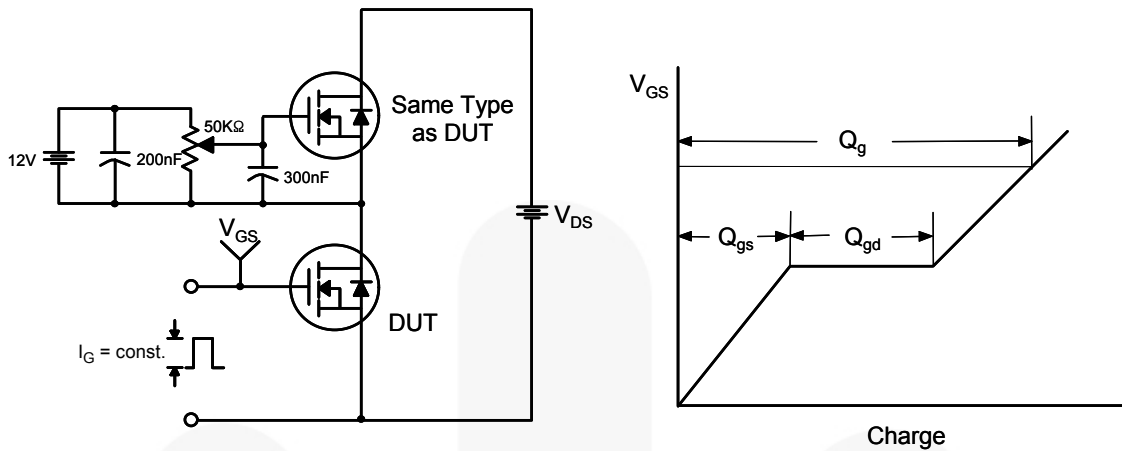 Same Type
as DUT
50KΩ
12V
200nF
300nF
V_GS
V_DS
DUT
I_G = const.
V_GS
Q_g
Q_gs
Q_gd
Charge